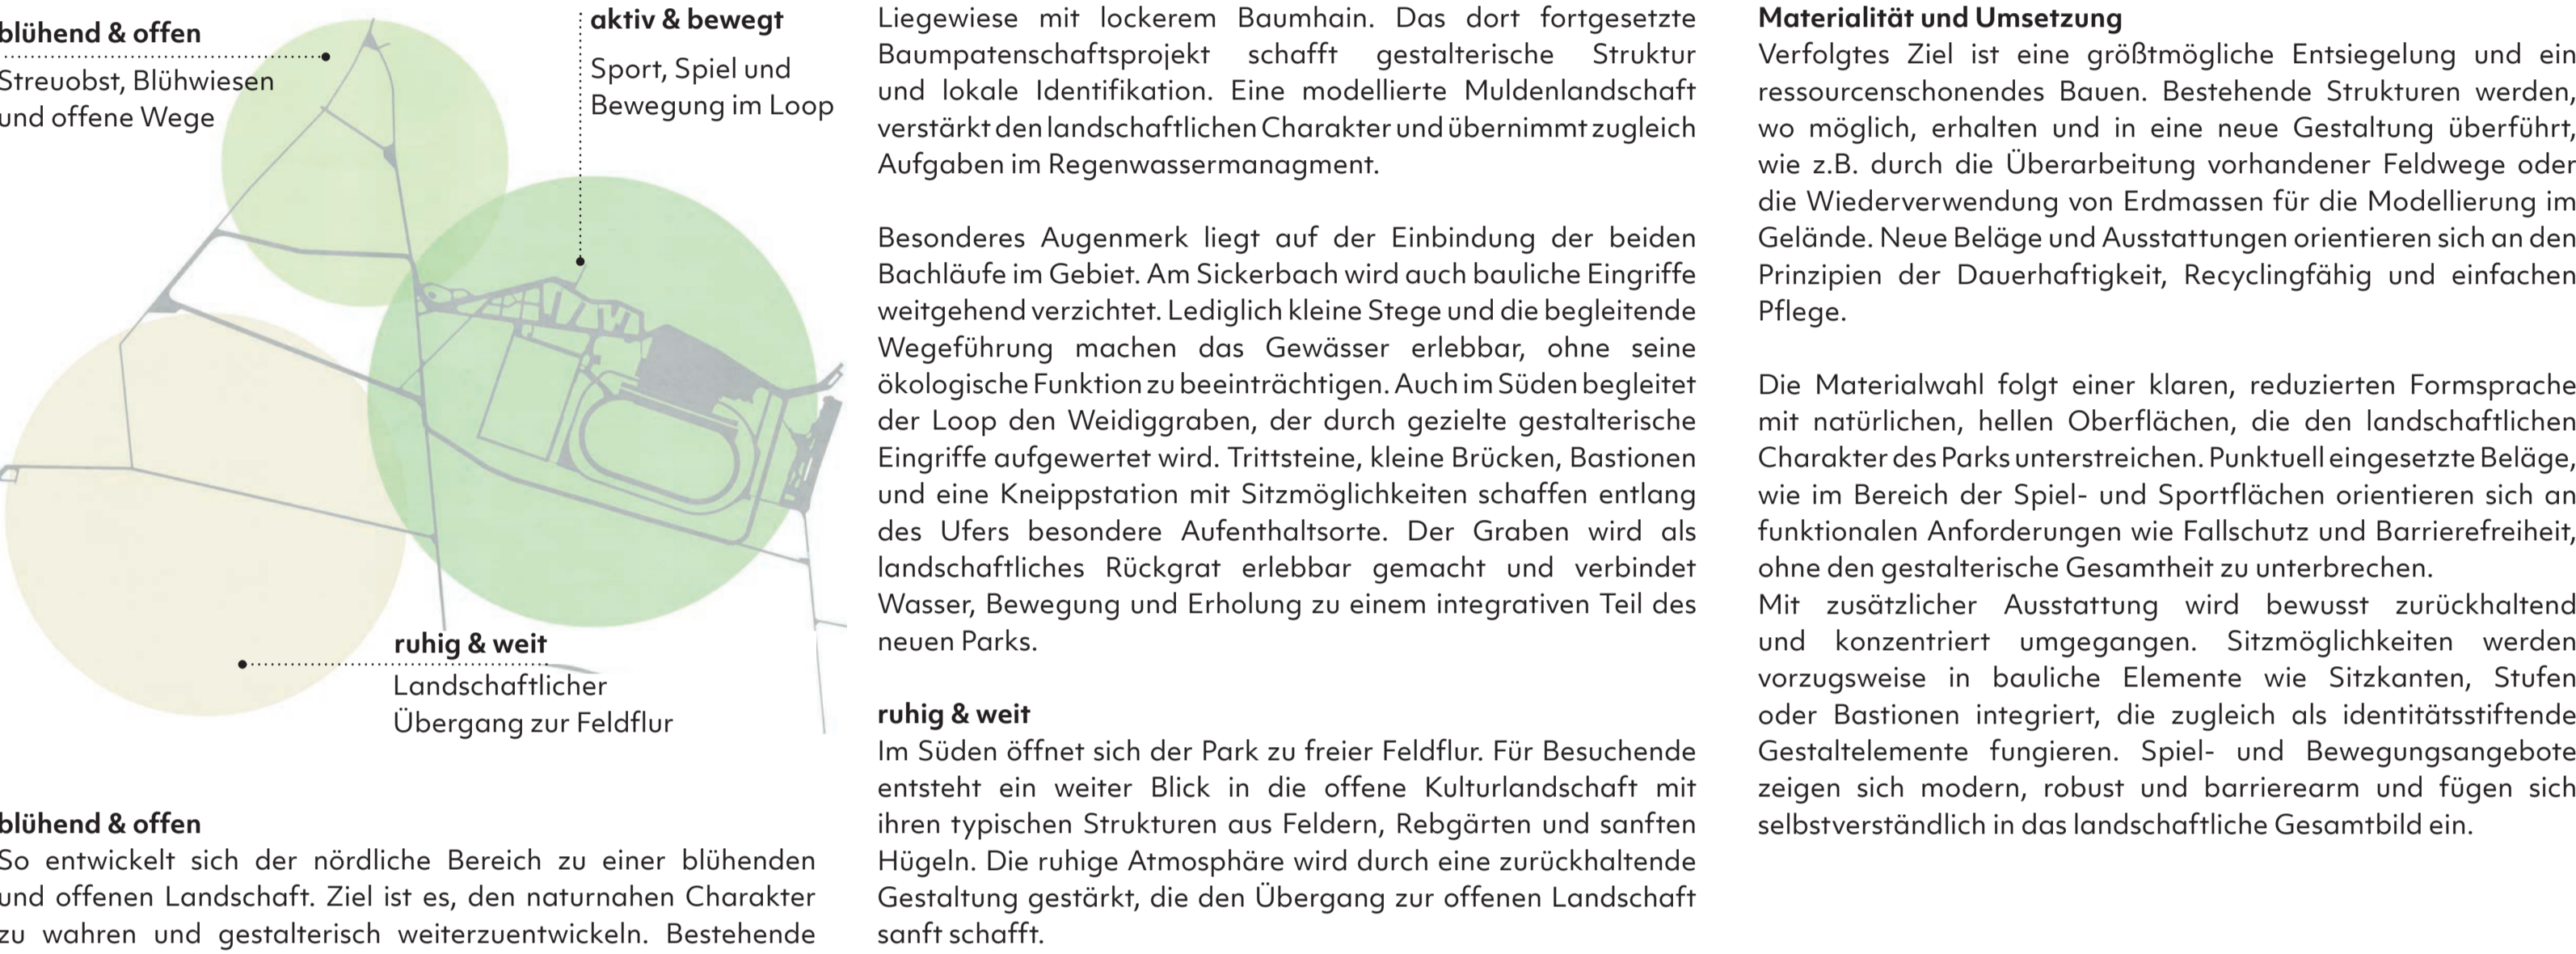 blühend & offen
Streuobst, Blühwiesen
und offene Wege
aktiv & bewegt
Sport, Spiel und
Bewegung im Loop
ruhig & weit
Landschaftlicher
Übergang zur Feldflur
blühend & offen
So entwickelt sich der nördliche Bereich zu einer blühenden
und offenen Landschaft. Ziel ist es, den naturnahen Charakter
zu wahren und gestalterisch weiterzuentwickeln. Bestehende
Liegewiese mit lockerem Baumhain. Das dort fortgesetzte
Baumpatenschaftsprojekt schafft gestalterische Struktur
und lokale Identifikation. Eine modellierte Muldenlandschaft
verstärkt den landschaftlichen Charakter und übernimmt zugleich
Aufgaben im Regenwassermanagment.
Besonderes Augenmerk liegt auf der Einbindung der beiden
Bachläufe im Gebiet. Am Sickerbach wird auch bauliche Eingriffe
weitgehend verzichtet. Lediglich kleine Stege und die begleitende
Wegeführung machen das Gewässer erlebbar, ohne seine
ökologische Funktion zu beeinträchtigen. Auch im Süden begleitet
der Loop den Weidiggraben, der durch gezielte gestalterische
Eingriffe aufgewertet wird. Trittsteine, kleine Brücken, Bastionen
und eine Kneippstation mit Sitzmöglichkeiten schaffen entlang
des Ufers besondere Aufenthaltsorte. Der Graben wird als
landschaftliches Rückgrat erlebbar gemacht und verbindet
Wasser, Bewegung und Erholung zu einem integrativen Teil des
neuen Parks.
ruhig & weit
Im Süden öffnet sich der Park zu freier Feldflur. Für Besuchende
entsteht ein weiter Blick in die offene Kulturlandschaft mit
ihren typischen Strukturen aus Feldern, Rebgärten und sanften
Hügeln. Die ruhige Atmosphäre wird durch eine zurückhaltende
Gestaltung gestärkt, die den Übergang zur offenen Landschaft
sanft schafft.
Materialität und Umsetzung
Verfolgtes Ziel ist eine größtmögliche Entsiegelung und ein
ressourcenschonendes Bauen. Bestehende Strukturen werden,
wo möglich, erhalten und in eine neue Gestaltung überführt,
wie z.B. durch die Überarbeitung vorhandener Feldwege oder
die Wiederverwendung von Erdmassen für die Modellierung im
Gelände. Neue Beläge und Ausstattungen orientieren sich an den
Prinzipien der Dauerhaftigkeit, Recyclingfähig und einfachen
Pflege.
Die Materialwahl folgt einer klaren, reduzierten Formsprache
mit natürlichen, hellen Oberflächen, die den landschaftlichen
Charakter des Parks unterstreichen. Punktuell eingesetzte Beläge,
wie im Bereich der Spiel- und Sportflächen orientieren sich an
funktionalen Anforderungen wie Fallschutz und Barrierefreiheit,
ohne den gestalterische Gesamtheit zu unterbrechen.
Mit zusätzlicher Ausstattung wird bewusst zurückhaltend
und konzentriert umgegangen. Sitzmöglichkeiten werden
vorzugsweise in bauliche Elemente wie Sitzkanten, Stufen
oder Bastionen integriert, die zugleich als identitätsstiftende
Gestaltelemente fungieren. Spiel- und Bewegungsangebote
zeigen sich modern, robust und barrierearm und fügen sich
selbstverständlich in das landschaftliche Gesamtbild ein.